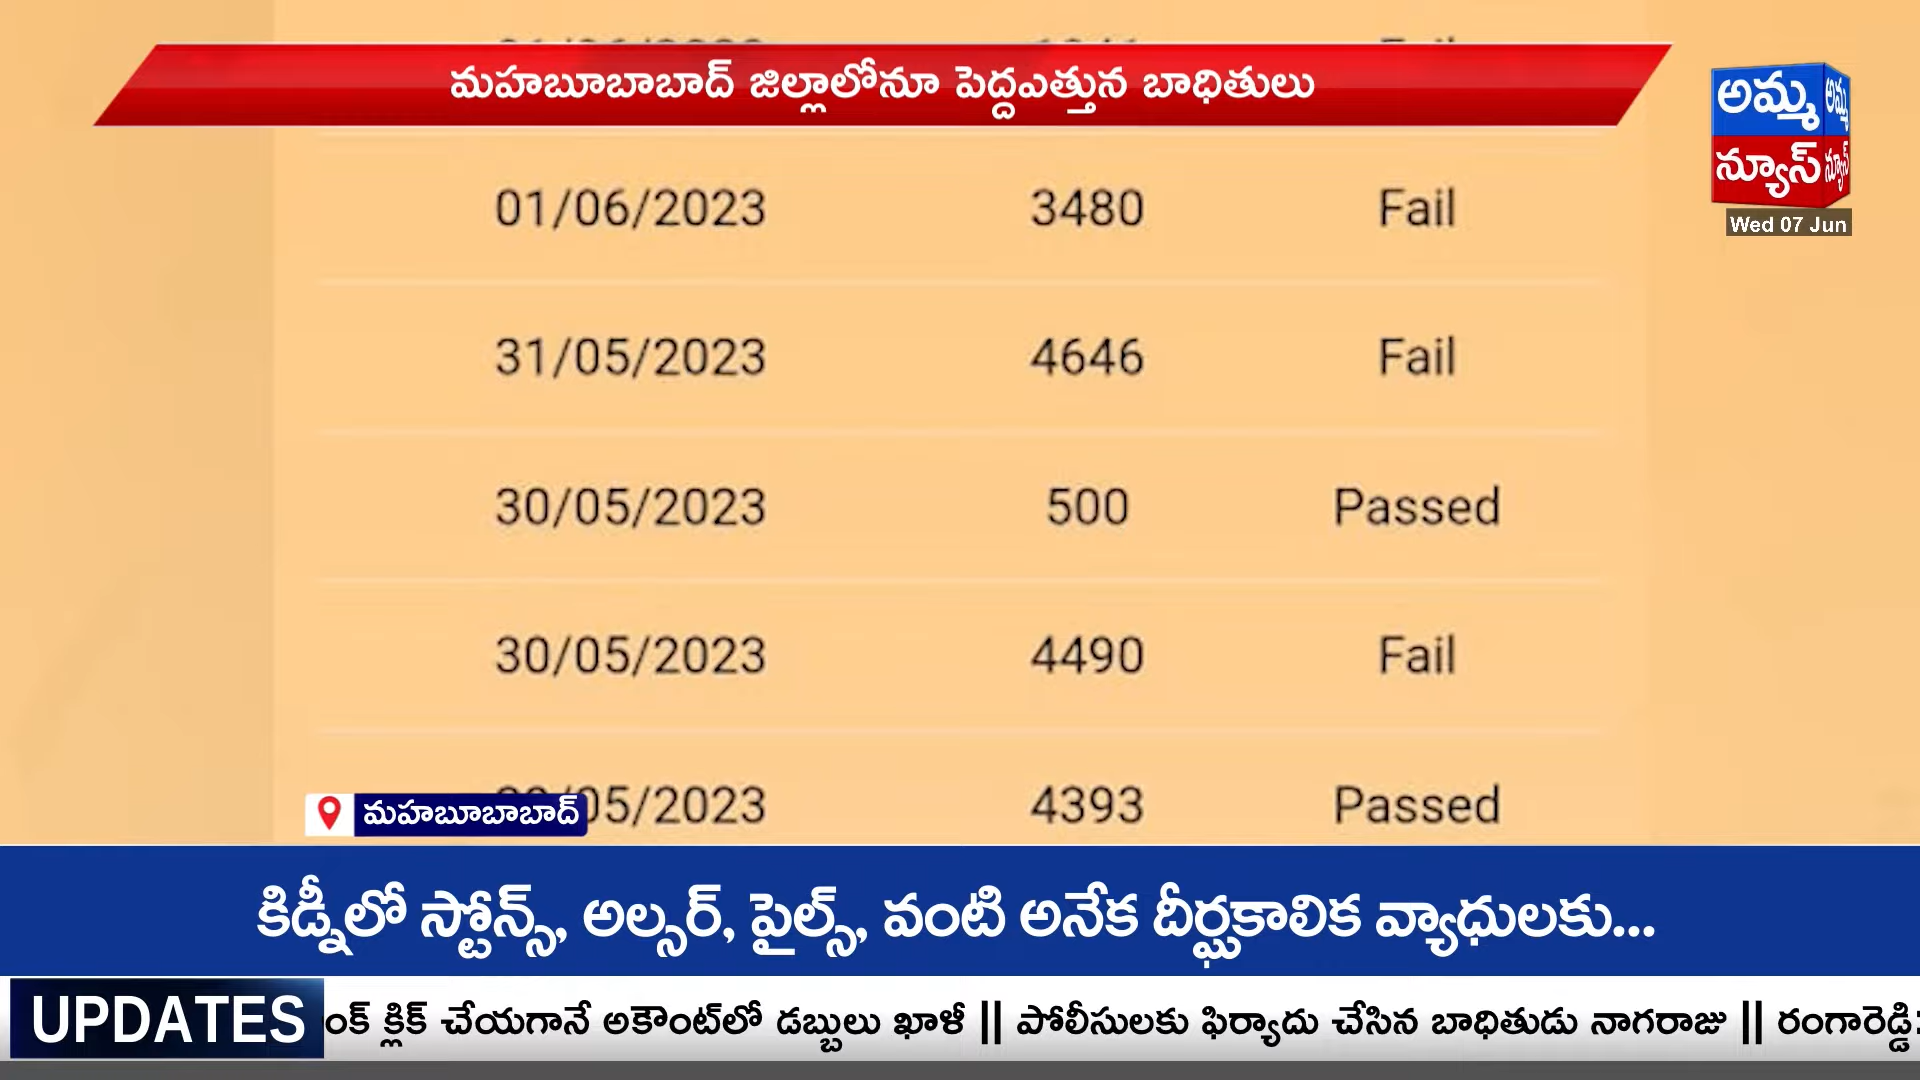 మహబూబాబాద్ జిల్లాలోనూ పెద్దఎత్తున బాధితులు
అమ్మ అమ్మ
న్యూస్ న్యూస్
Wed 07 Jun
01/06/2023 3480 Fail
31/05/2023 4646 Fail
30/05/2023 500 Passed
30/05/2023 4490 Fail
05/2023 4393 Passed
మహబూబాబాద్
కిడ్నీలో స్టోన్స్, అల్సర్, పైల్స్, వంటి అనేక దీర్ఘకాలిక వ్యాధులకు...
UPDATES ంక్ క్లిక్ చేయగానే అకౌంట్‌లో డబ్బులు ఖాళీ || పోలీసులకు ఫిర్యాదు చేసిన బాధితుడు నాగరాజు || రంగారెడ్డి: